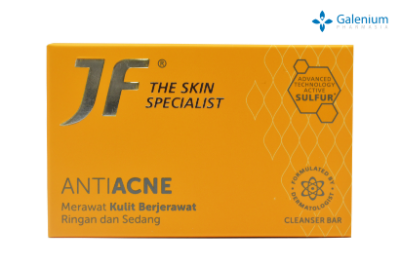 Galenium
PHARMASIA
JF®
THE SKIN
SPECIALIST
ADVANCED
TECHNOLOGY
ACTIVE
SULFUR
ANTIACNE
Merawat Kulit Berjerawat
Ringan dan Sedang
FORMULATED BY
DERMATOLOGIST
CLEANSER BAR